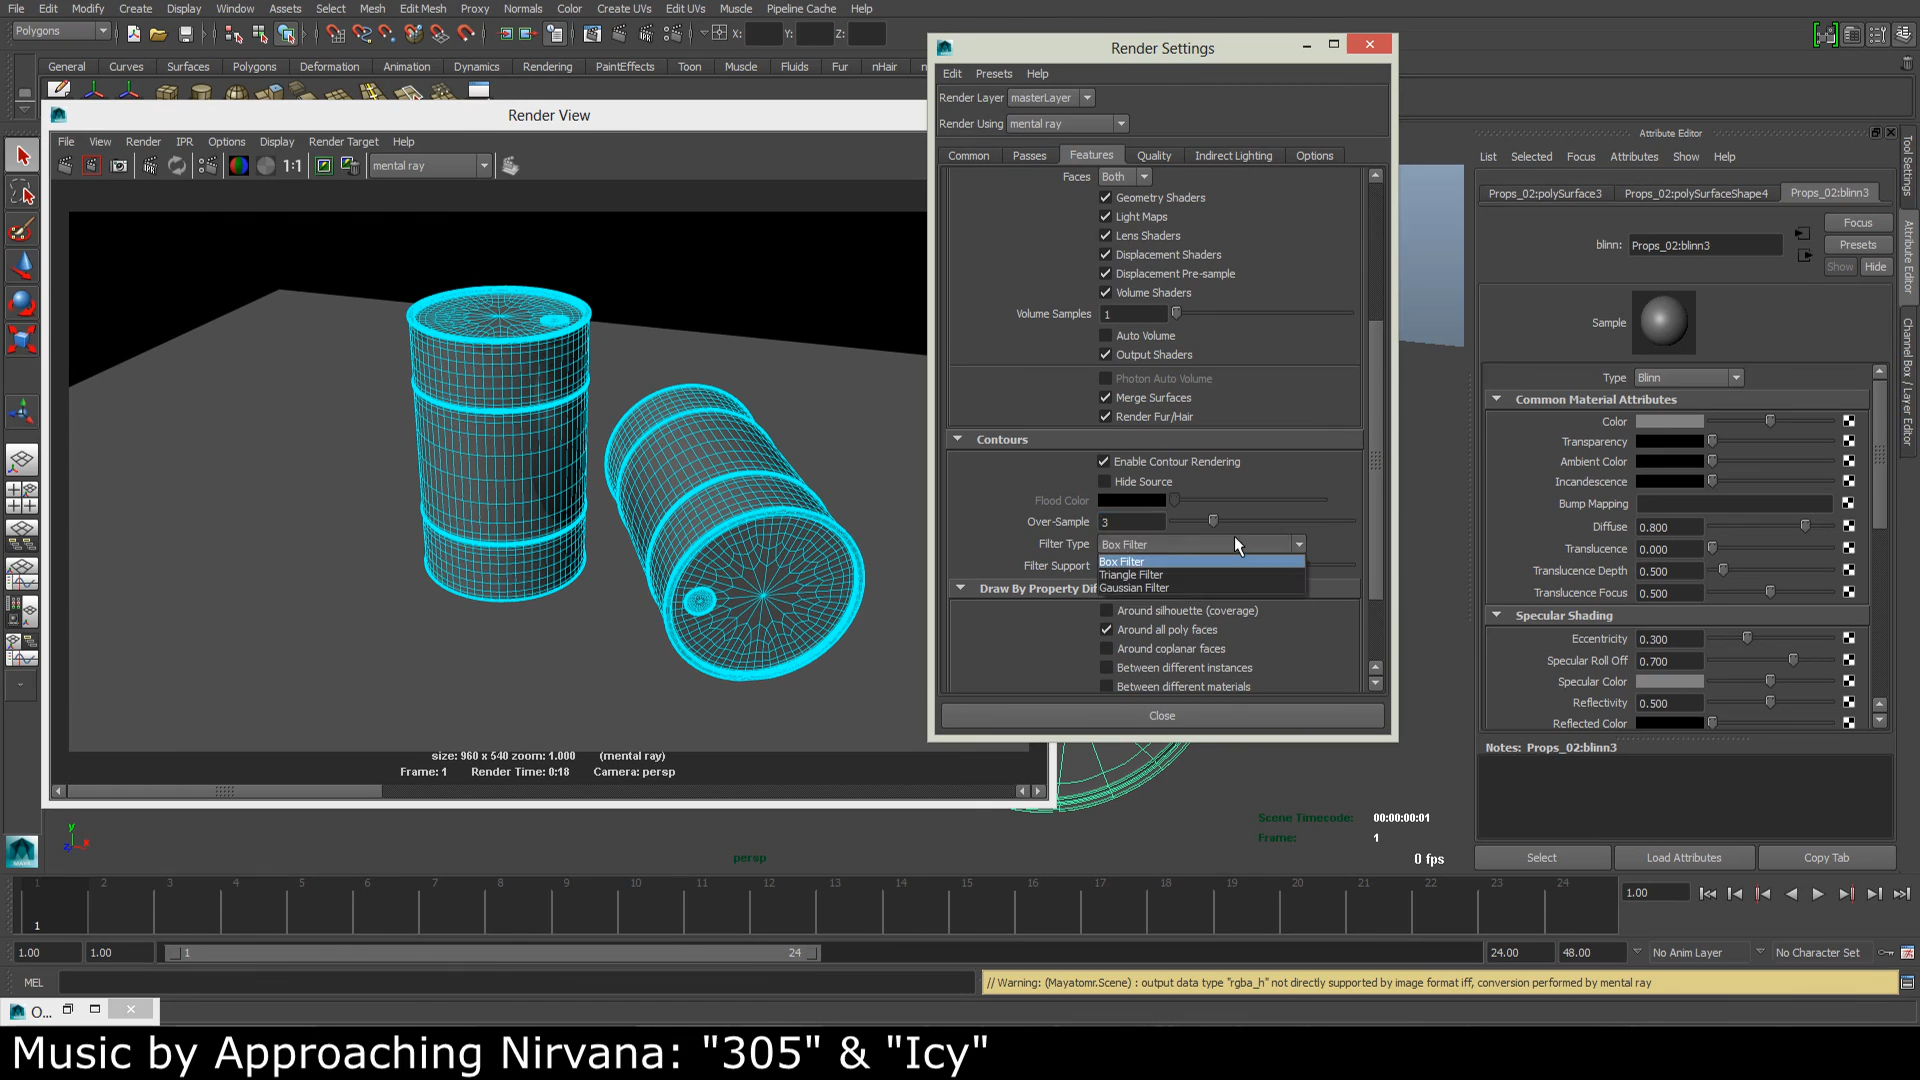 File Edit Modify Create Display Window Assets Select Mesh Edit Mesh Proxy Normals Color Create UVs Edit UVs Muscle Pipeline Cache Help
Polygons X: Y: Z:
General Curves Surfaces Polygons Deformation Animation Dynamics Rendering PaintEffects Toon Muscle Fluids Fur nHair
Render View
File View Render IPR Options Display Render Target Help
1:1 mental ray
size: 960 x 540 zoom: 1.000 (mental ray)
Frame: 1 Render Time: 0:18 Camera: persp
Render Settings
Edit Presets Help
Render Layer masterLayer
Render Using mental ray
Common Passes Features Quality Indirect Lighting Options
Faces Both
Geometry Shaders
Light Maps
Lens Shaders
Displacement Shaders
Displacement Pre-sample
Volume Shaders
Volume Samples 1
Auto Volume
Output Shaders
Photon Auto Volume
Merge Surfaces
Render Fur/Hair
Contours
Enable Contour Rendering
Hide Source
Flood Color
Over-Sample 3
Filter Type Box Filter
Box Filter
Triangle Filter
Gaussian Filter
Filter Support
Draw By Property Dif
Around silhouette (coverage)
Around all poly faces
Around coplanar faces
Between different instances
Between different materials
Close
Attribute Editor
List Selected Focus Attributes Show Help
Props_02:polySurface3 Props_02:polySurfaceShape4 Props_02:blinn3
Focus
blinn: Props_02:blinn3 Presets
Show Hide
Sample
Type Blinn
Common Material Attributes
Color
Transparency
Ambient Color
Incandescence
Bump Mapping
Diffuse 0.800
Translucence 0.000
Translucence Depth 0.500
Translucence Focus 0.500
Specular Shading
Eccentricity 0.300
Specular Roll Off 0.700
Specular Color
Reflectivity 0.500
Reflected Color
Notes: Props_02:blinn3
Select Load Attributes Copy Tab
Tool Settings
Attribute Editor
Channel Box / Layer Editor
Scene Timecode: 00:00:00:01
Frame: 1
0 fps
y
z x
persp
1 2 3 4 5 6 7 8 9 10 11 12 13 14 15 16 17 18 19 20 21 22 23 24 1.00
1
1.00 1.00 1 24 24.00 48.00 No Anim Layer No Character Set
MEL // Warning: (Mayatomr.Scene) : output data type "rgba_h" not directly supported by image format iff, conversion performed by mental ray
O...
Music by Approaching Nirvana: "305" & "Icy"